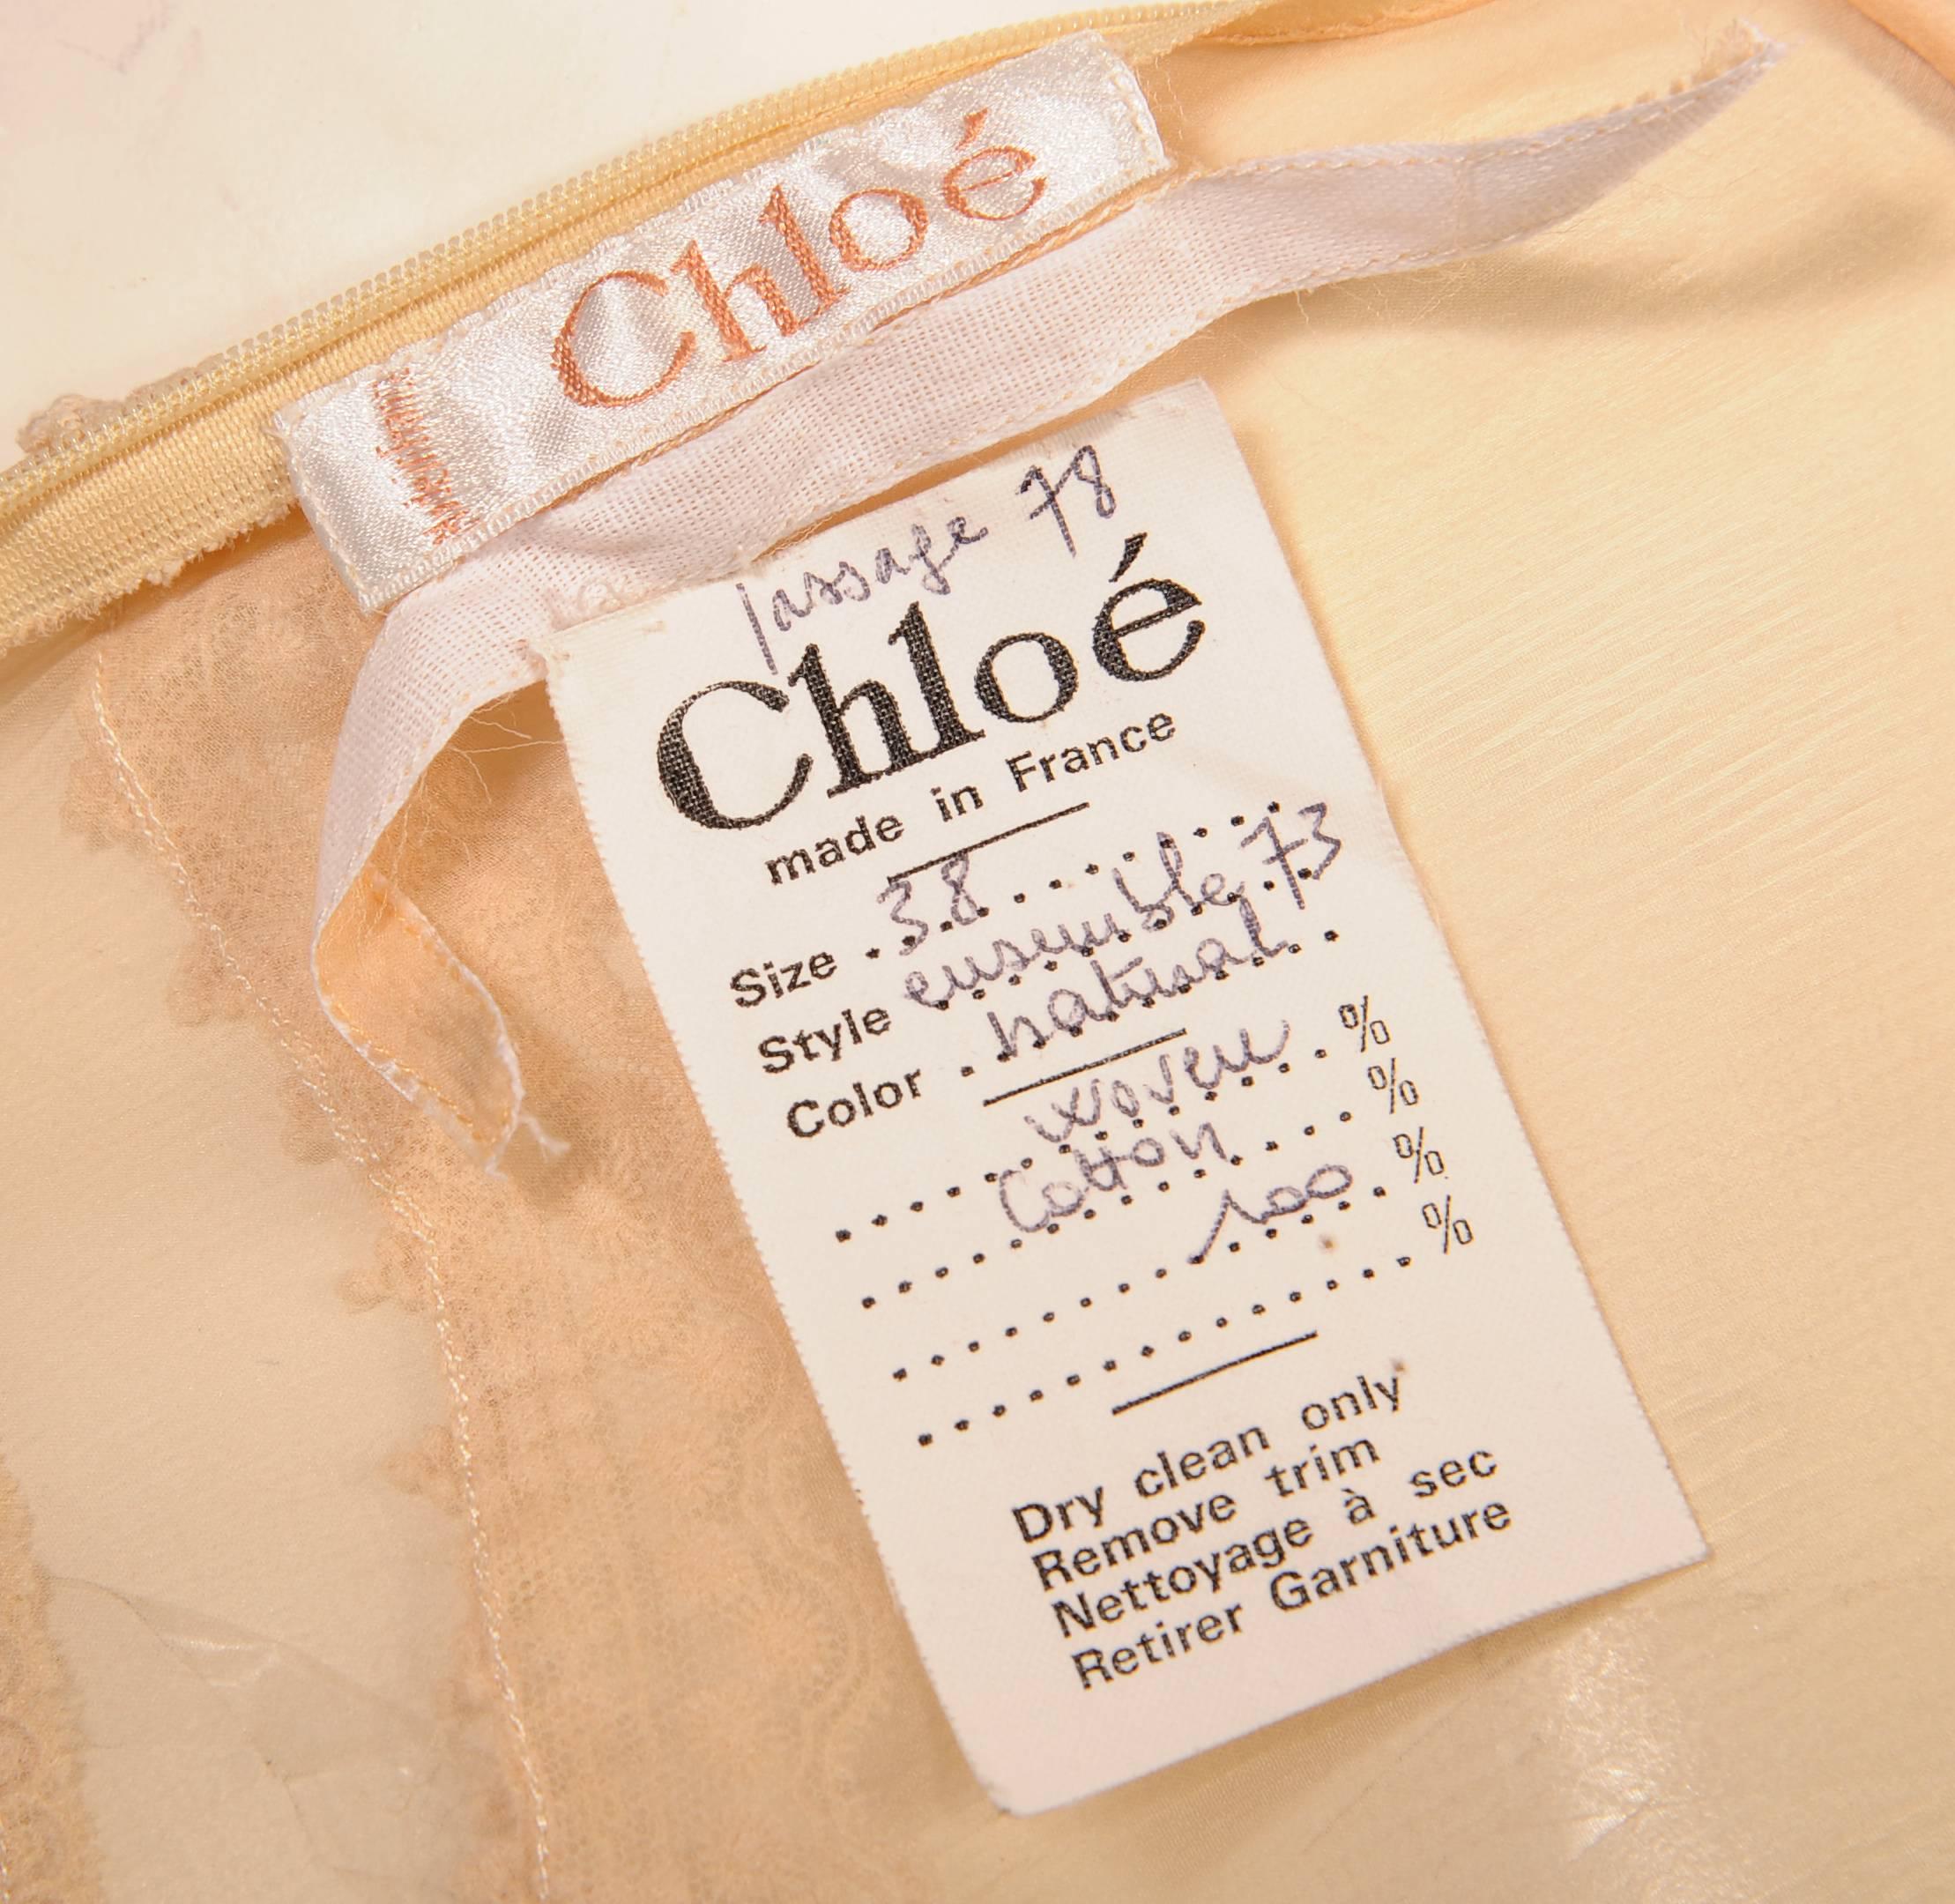 Chloé
Passage 78
Chloé
made in France
Size 38
Style ensemble 73
Color natural
woven %
Cotton %
100 %
%
Dry clean only
Remove trim
Nettoyage à sec
Retirer Garniture